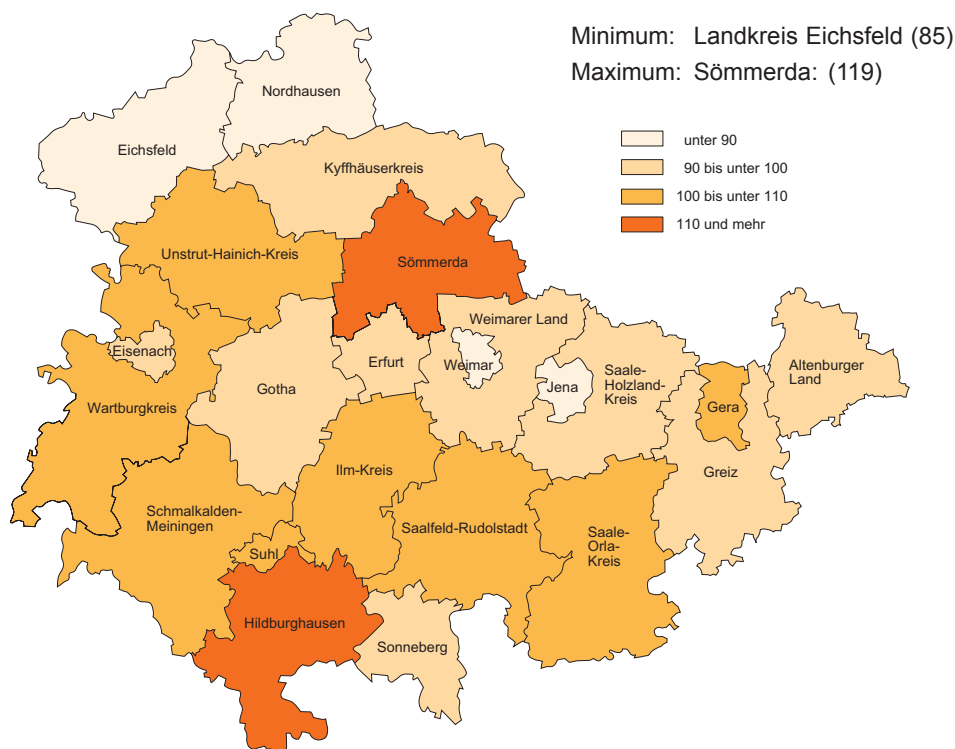 Minimum: Landkreis Eichsfeld (85)
Maximum: Sömmerda: (119)
unter 90
90 bis unter 100
100 bis unter 110
110 und mehr
Nordhausen
Eichsfeld
Kyffhäuserkreis
Unstrut-Hainich-Kreis
Sömmerda
Weimarer Land
Eisenach
Erfurt
Weimar
Gotha
Jena
Saale-
Holzland-
Kreis
Altenburger
Land
Wartburgkreis
Gera
Ilm-Kreis
Greiz
Schmalkalden-
Meiningen
Saalfeld-Rudolstadt
Saale-
Orla-
Kreis
Suhl
Hildburghausen
Sonneberg